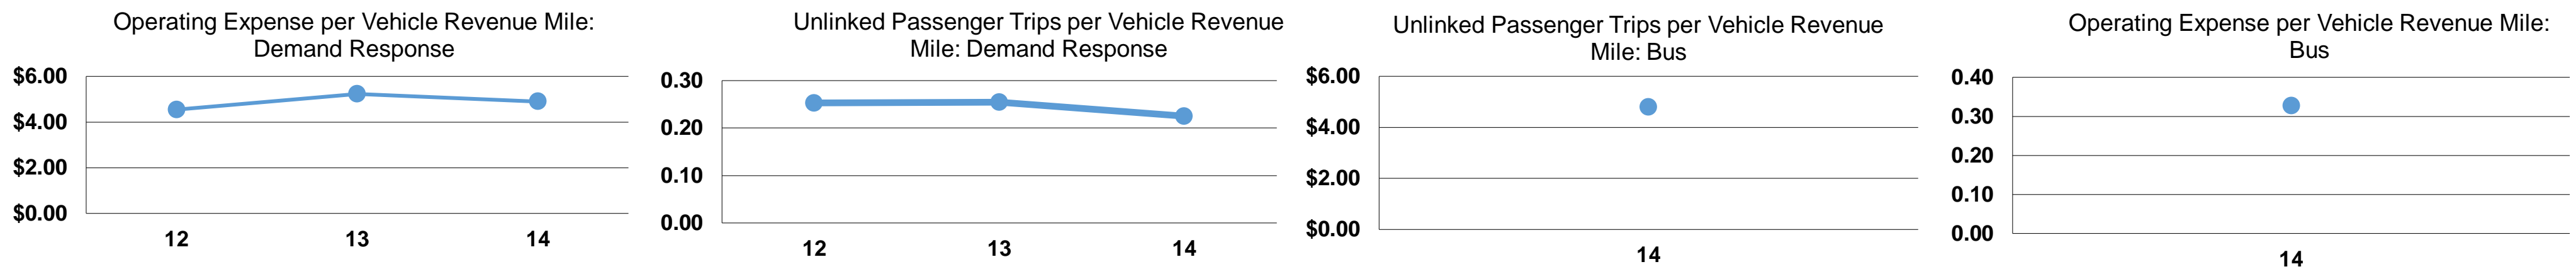 Operating Expense per Vehicle Revenue Mile:
Demand Response
$6.00
$4.00
$2.00
$0.00
12 13 14
Unlinked Passenger Trips per Vehicle Revenue
Mile: Demand Response
0.30
0.20
0.10
0.00
12 13 14
Unlinked Passenger Trips per Vehicle Revenue
Mile: Bus
$6.00
$4.00
$2.00
$0.00
14
Operating Expense per Vehicle Revenue Mile:
Bus
0.40
0.30
0.20
0.10
0.00
14